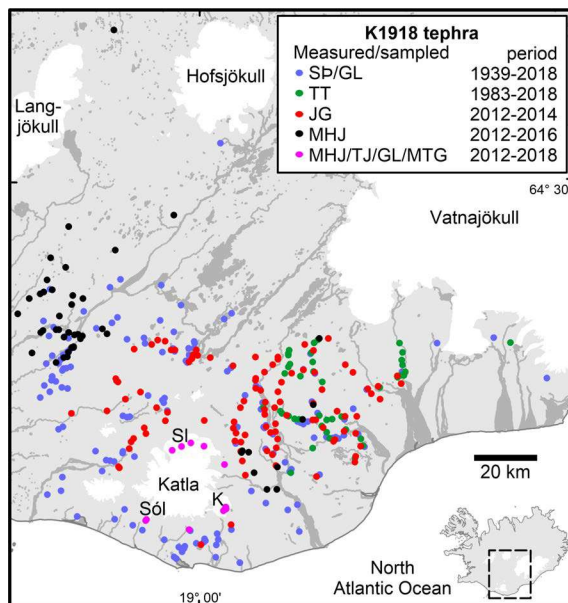 K1918 tephra
Measured/sampled period
SÞ/GL 1939-2018
TT 1983-2018
JG 2012-2014
MHJ 2012-2016
MHJ/TJ/GL/MTG 2012-2018
Hofsjökull
Lang-
jökull
64° 30'
Vatnajökull
SI
Katla
K
Sól
20 km
North
Atlantic Ocean
19° 00'